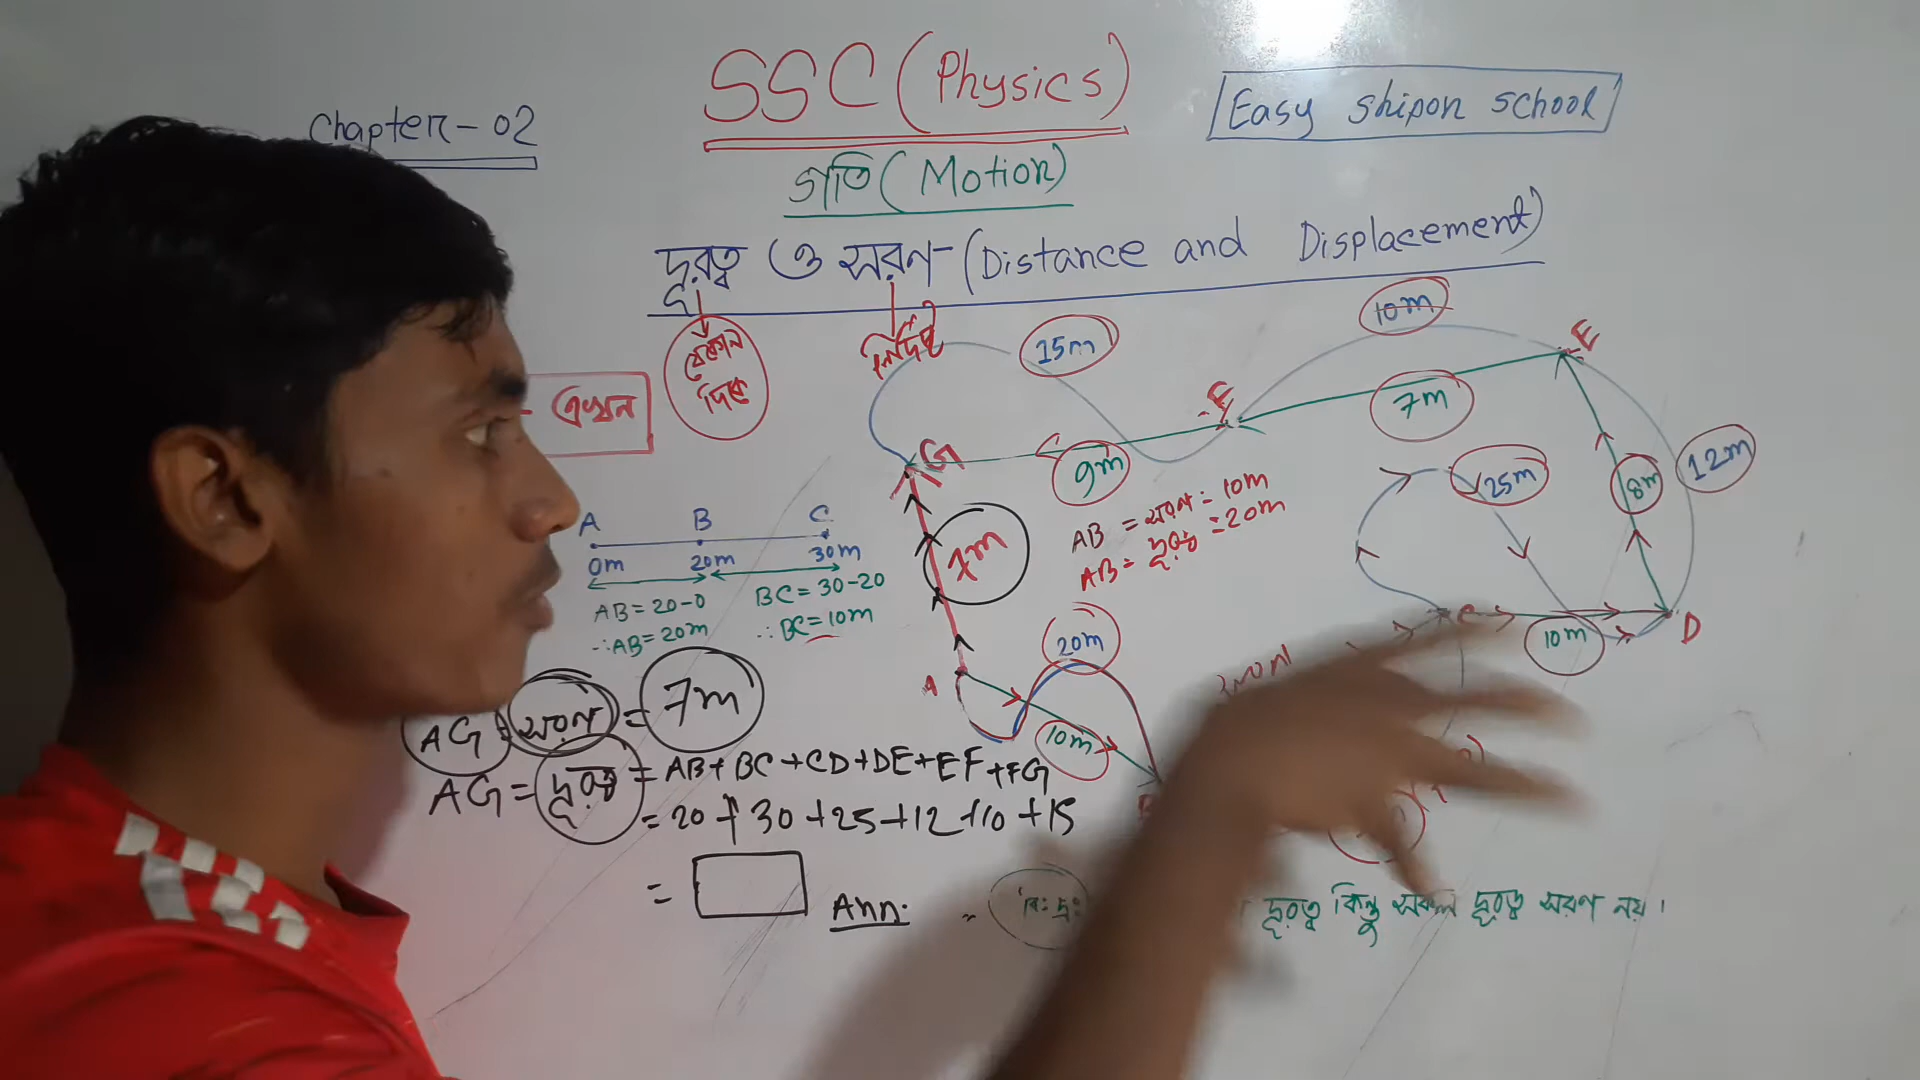 Chapter-02
SSC (Physics)
Easy Shipon School
গতি (Motion)
দূরত্ব ও সরণ (Distance and Displacement)
যেকোন
দিকে
নির্দিষ্ট
- এখন
15m
10m
E
F
7m
G
9m
25m
8m
12m
A B C
0m 20m 30m
AB = 20-0
∴AB = 20m
BC = 30-20
∴BC = 10m
7m
AB = সরণ = 10m
AB = দূরত্ব = 20m
C
D
10m
A
20m
10m
AG = সরণ = 7m
AG = দূরত্ব = AB + BC + CD + DE + EF + FG
= 20 + 30 + 25 + 12 + 10 + 15
= Ann.
দূরত্ব কিন্তু সকল দূরত্ব সরণ নয়।